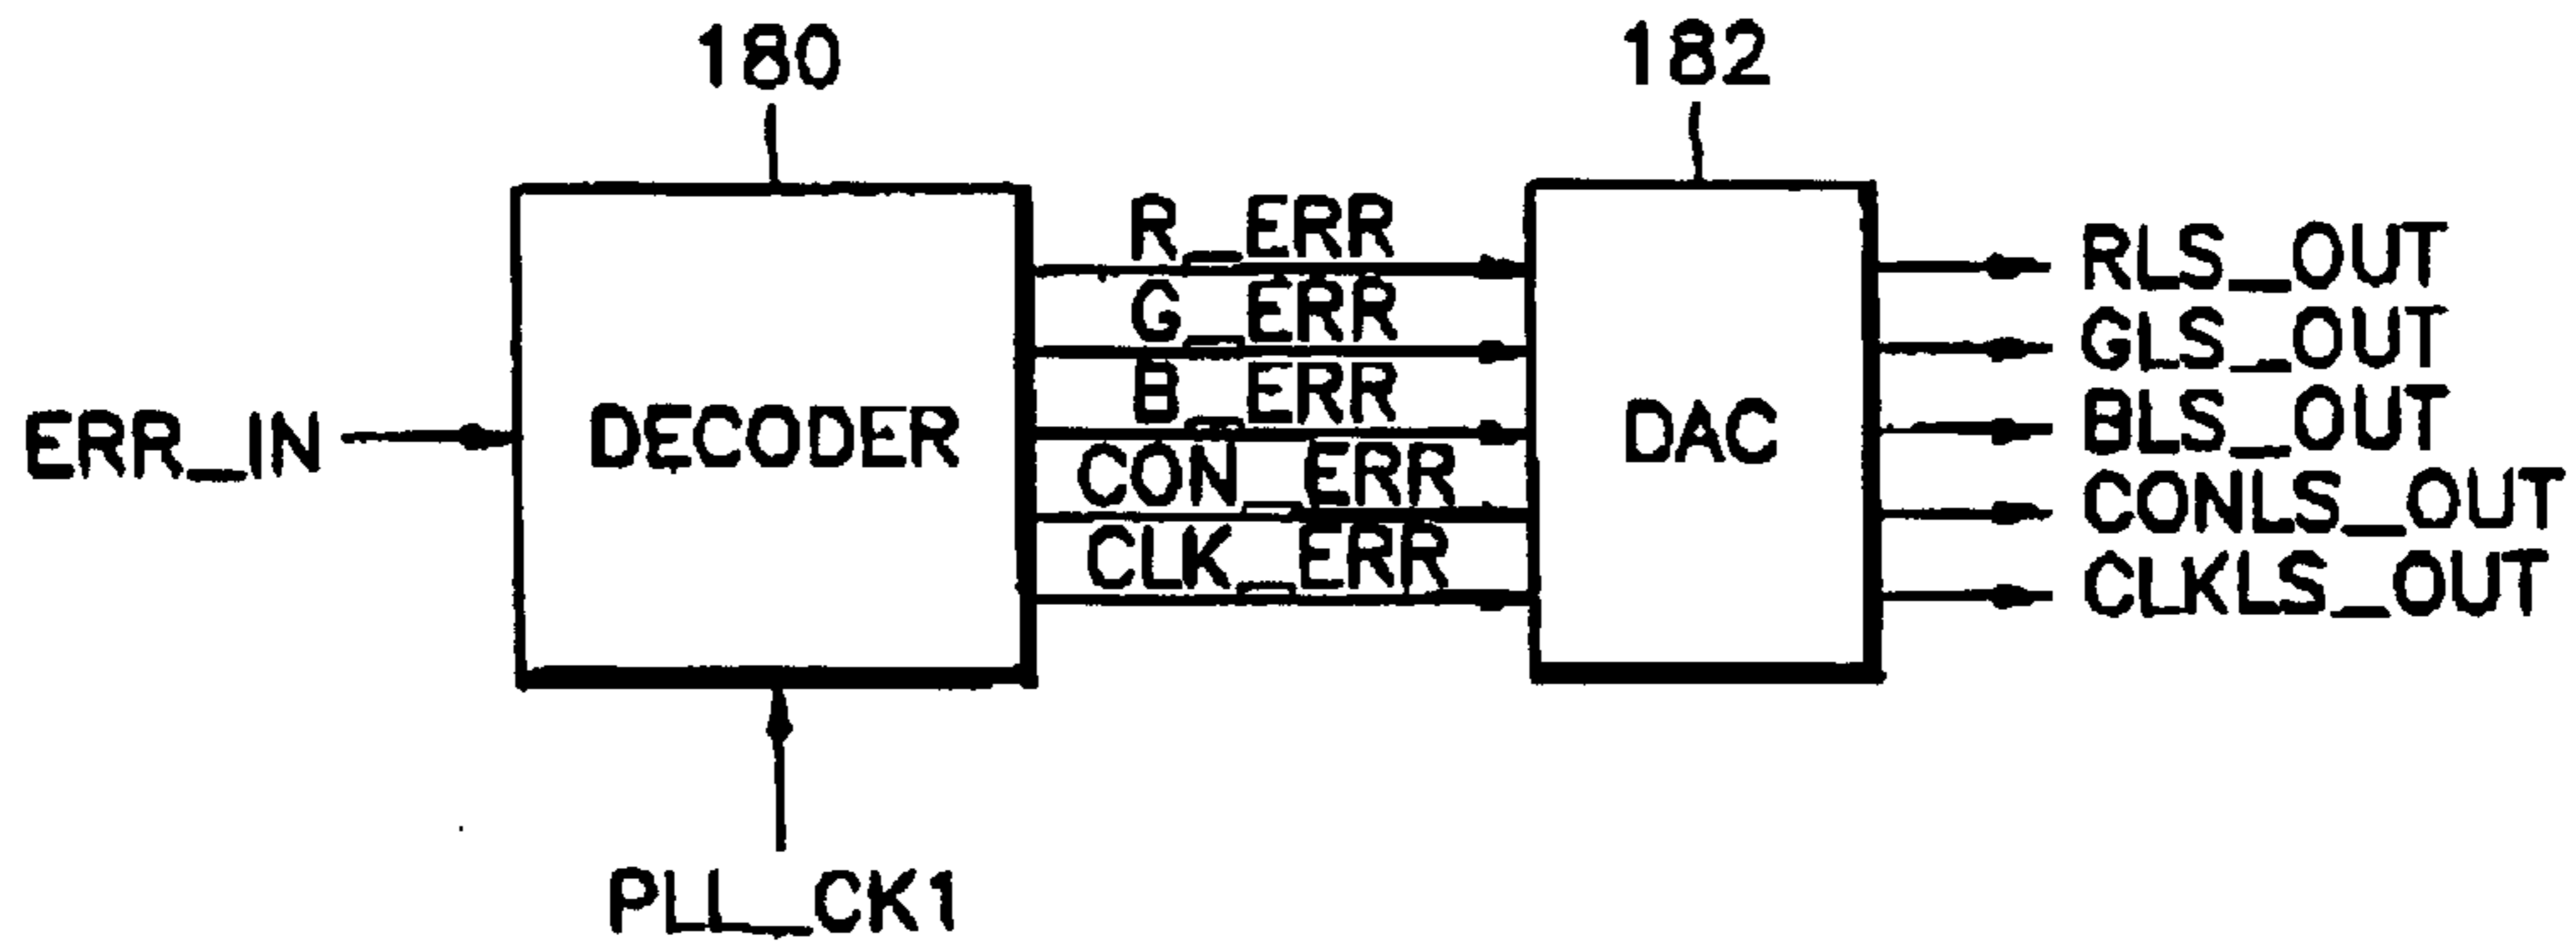 180
182
R_ERR
G_ERR
B_ERR
CON_ERR
CLK_ERR
ERR_IN
DECODER
DAC
RLS_OUT
GLS_OUT
BLS_OUT
CONLS_OUT
CLKLS_OUT
PLL_CK1